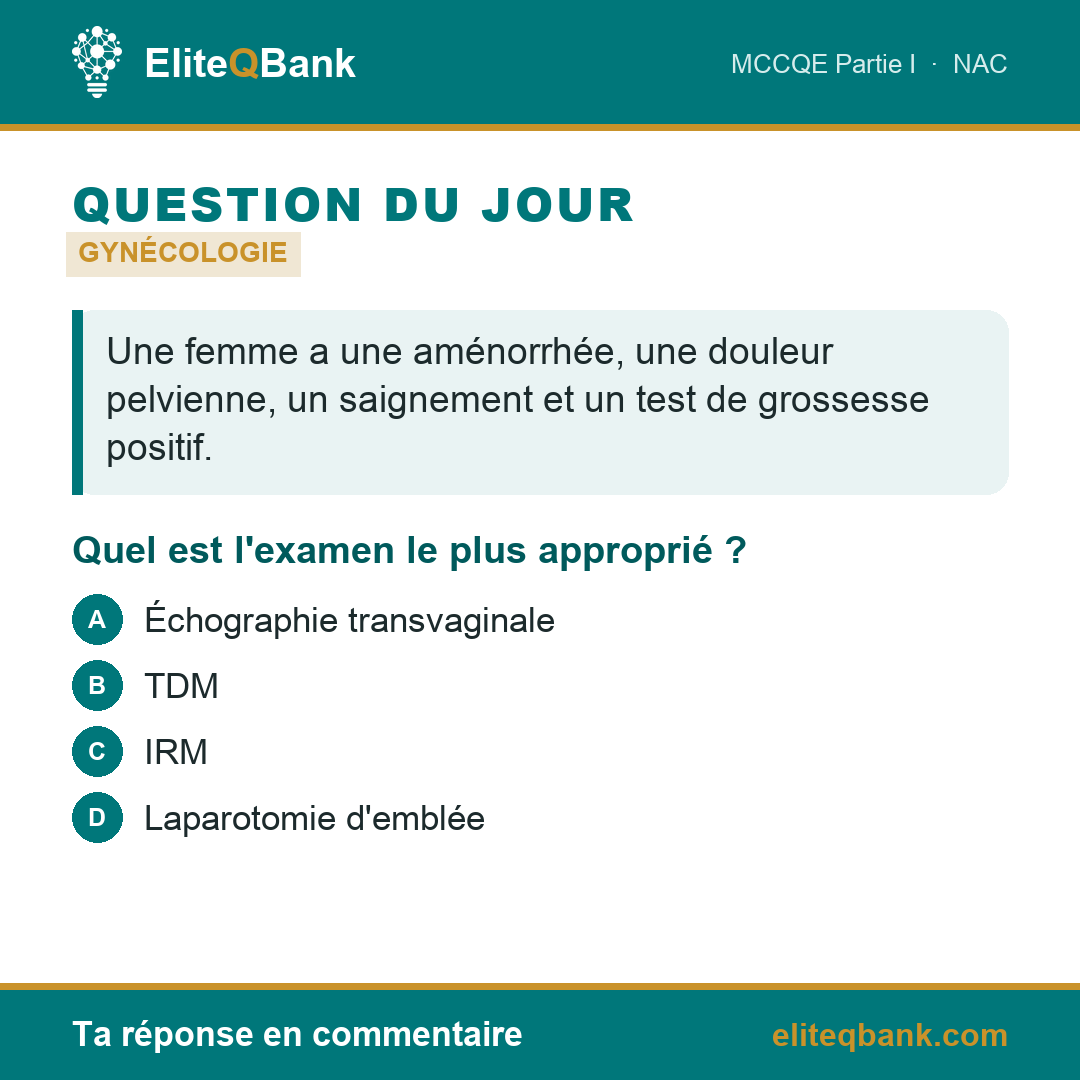 EliteQBank
MCCQE Partie I · NAC
QUESTION DU JOUR
GYNÉCOLOGIE
Une femme a une aménorrhée, une douleur
pelvienne, un saignement et un test de grossesse
positif.
Quel est l'examen le plus approprié ?
A Échographie transvaginale
B TDM
C IRM
D Laparotomie d'emblée
Ta réponse en commentaire
eliteqbank.com